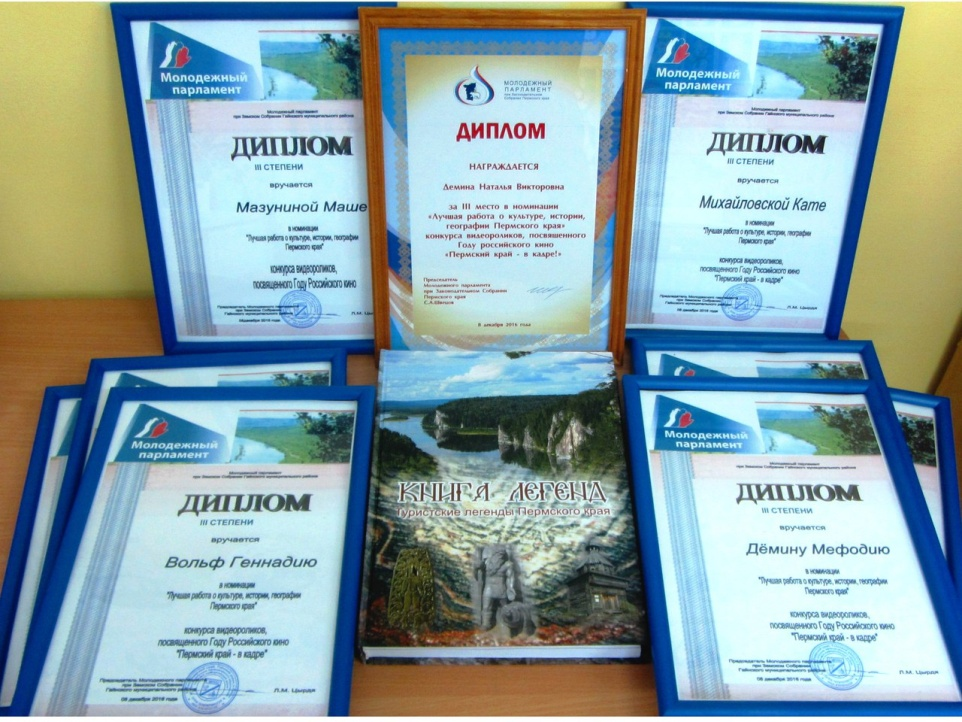 Молодежный
парламент
Молодежный парламент
при Земском Собрании Гайнского муниципального района
ДИПЛОМ
III СТЕПЕНИ
вручается
Мазуниной Маше
в номинации
"Лучшая работа о культуре, истории, географии
Пермского края"
конкурса видеороликов,
посвященного Году Российского кино
Председатель Молодежного парламента
при Земском Собрании
Гайнского муниципального района
декабря 2016 года
Л.М. Цырдя
МОЛОДЕЖНЫЙ
ПАРЛАМЕНТ
при Законодательном
Собрании Пермского края
ДИПЛОМ
НАГРАЖДАЕТСЯ
Демина Наталья Викторовна
за III место в номинации
«Лучшая работа о культуре, истории,
географии Пермского края»
конкурса видеороликов, посвященного
Году российского кино
«Пермский край - в кадре!»
Председатель
Молодежного парламента
при Законодательном Собрании
Пермского края
8 декабря 2016 года
Молодежный
парламент
Молодежный парламент
при Земском Собрании Гайнского муниципального района
ДИПЛОМ
III СТЕПЕНИ
вручается
Михайловской Кате
в номинации
"Лучшая работа о культуре, истории, географии
Пермского края"
конкурса видеороликов,
посвященного Году Российского кино
"Пермский край - в кадре"
Председатель Молодежного парламента
при Земском Собрании
Гайнского муниципального района
08 декабря 2016 года
Л.М. Цырдя
Молодежный
парламент
Молодежный парламент
при Земском Собрании Гайнского муниципального района
ДИПЛОМ
III СТЕПЕНИ
вручается
Вольф Геннадию
в номинации
"Лучшая работа о культуре, истории, географии
Пермского края"
конкурса видеороликов,
посвященного Году Российского кино
"Пермский край - в кадре"
Председатель Молодежного парламента
при Земском Собрании
Гайнского муниципального района
08 декабря 2016 года
Л.М. Цырдя
КНИГА ЛЕГЕНД
Туристские легенды Пермского края
Молодежный
парламент
Молодежный парламент
при Земском Собрании Гайнского муниципального района
ДИПЛОМ
III СТЕПЕНИ
вручается
Дёмину Мефодию
в номинации
"Лучшая работа о культуре, истории, географии
Пермского края"
конкурса видеороликов,
посвященного Году Российского кино
"Пермский край - в кадре"
Председатель Молодежного парламента
при Земском Собрании
Гайнского муниципального района
08 декабря 2016 года
Л.М. Цырдя